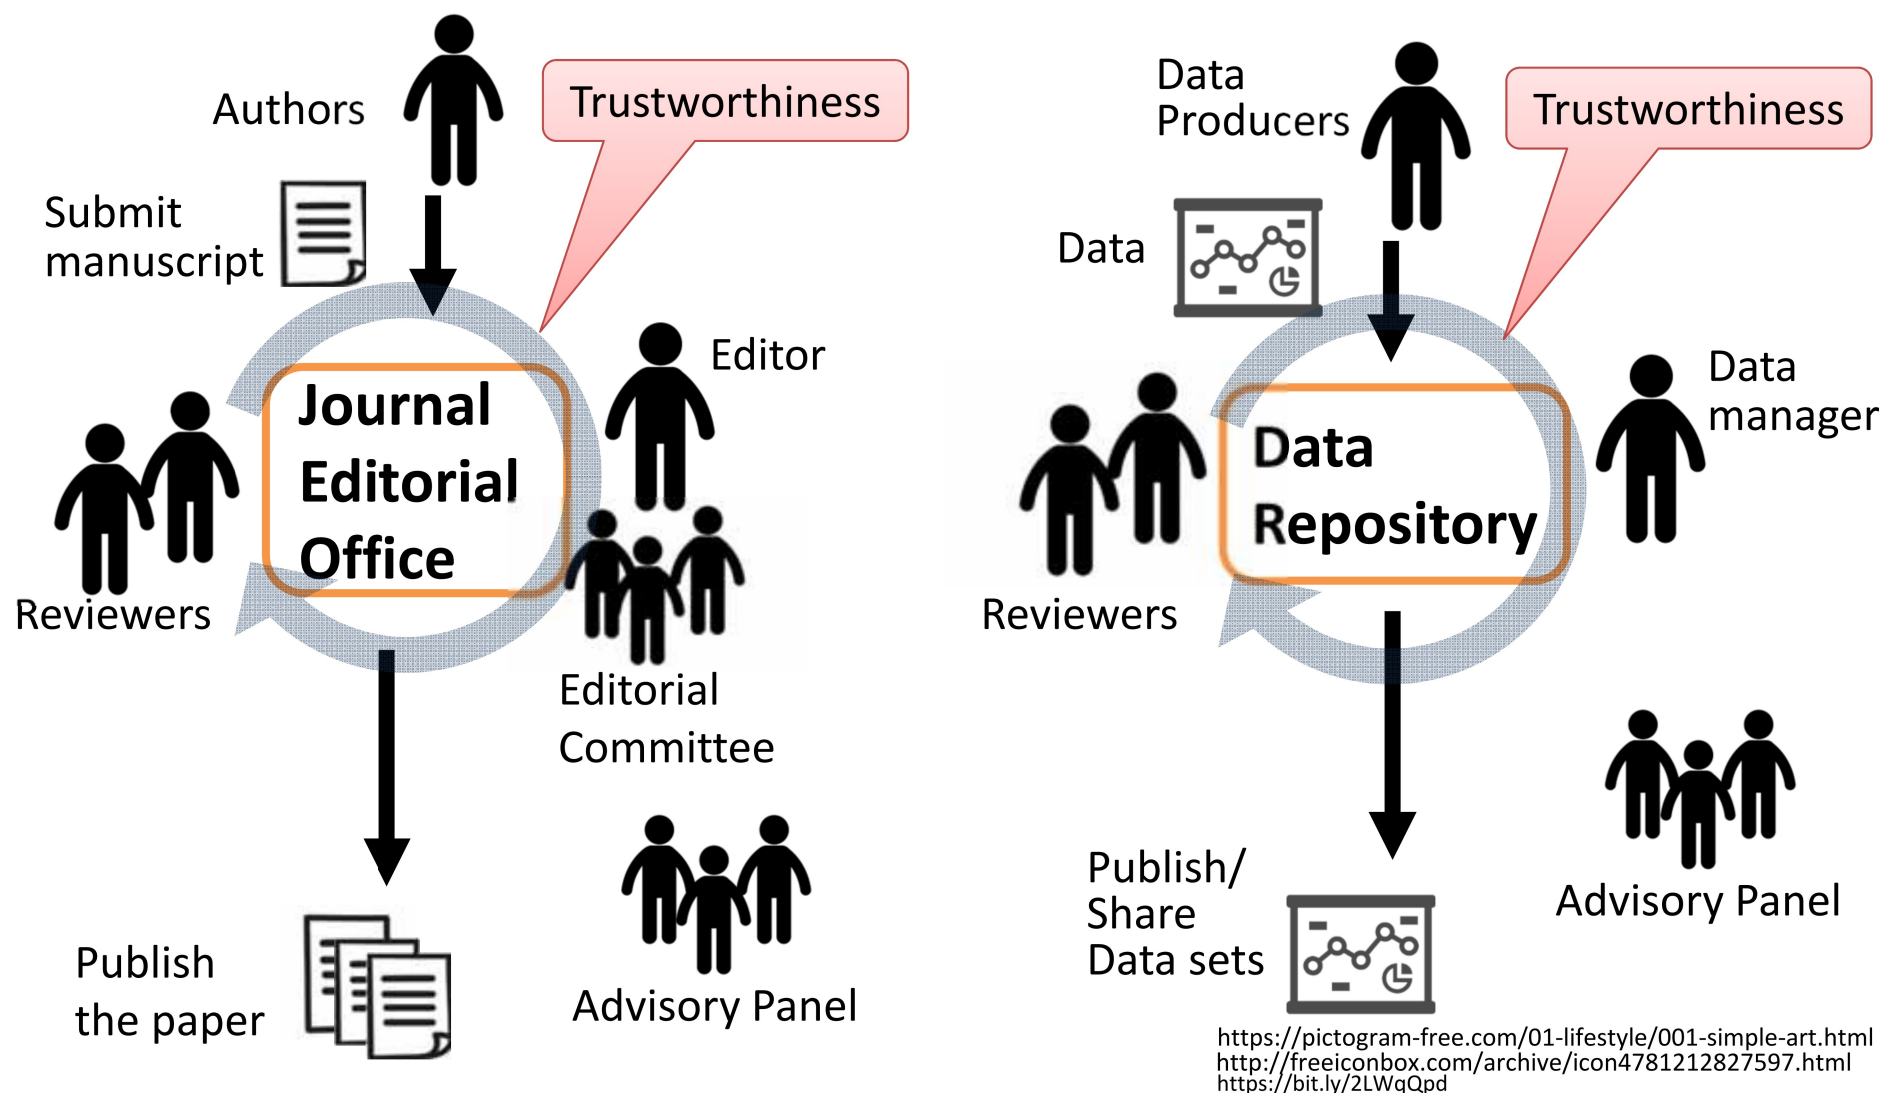 Authors
Trustworthiness
Submit
manuscript
Editor
Journal
Editorial
Office
Reviewers
Editorial
Committee
Publish
the paper
Advisory Panel
Data
Producers
Trustworthiness
Data
Data
manager
Data
Repository
Reviewers
Publish/
Share
Data sets
Advisory Panel
https://pictogram-free.com/01-lifestyle/001-simple-art.html
http://freeiconbox.com/archive/icon4781212827597.html
https://bit.ly/2LWqQpd